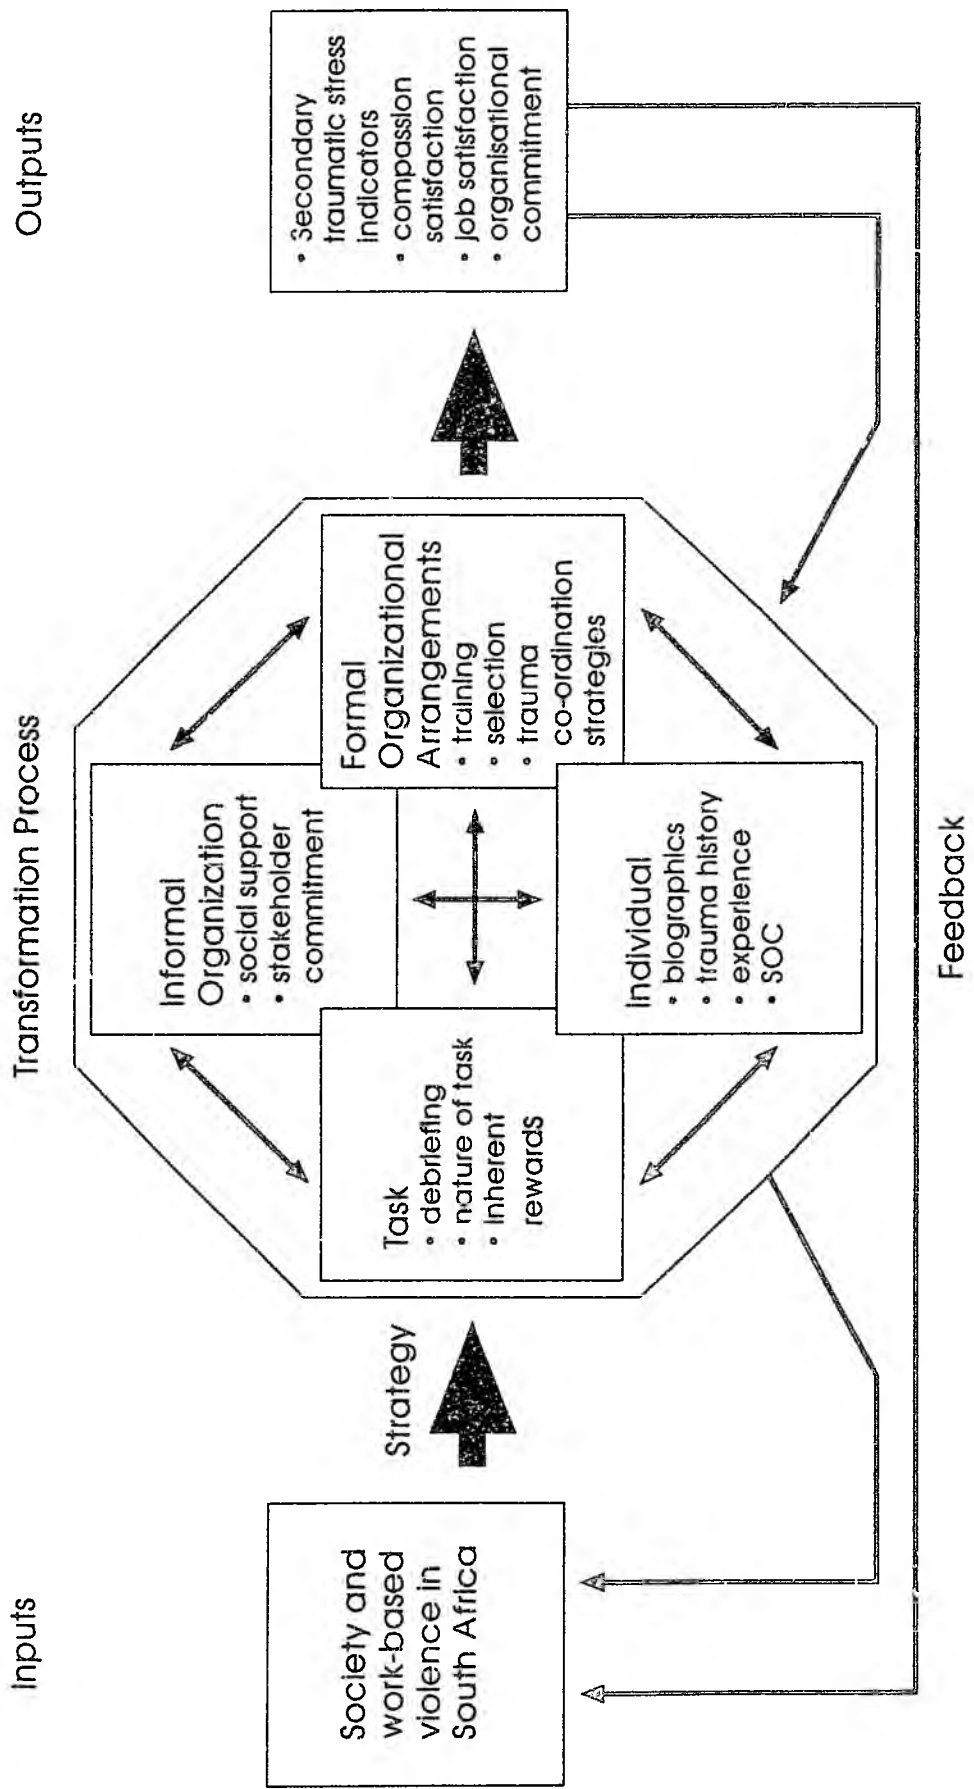 Inputs
Transformation Process
Outputs
Society and
work-based
violence in
South Africa
Strategy
Task
• debriefing
• nature of task
• inherent
rewards
Informal
Organization
• social support
• stakeholder
commitment
Individual
• biographics
• trauma history
• experience
• SOC
Formal
Organizational
Arrangements
• training
• selection
• trauma
co-ordination
strategies
• Secondary
traumatic stress
indicators
• compassion
satisfaction
• job satisfaction
• organisational
commitment
Feedback